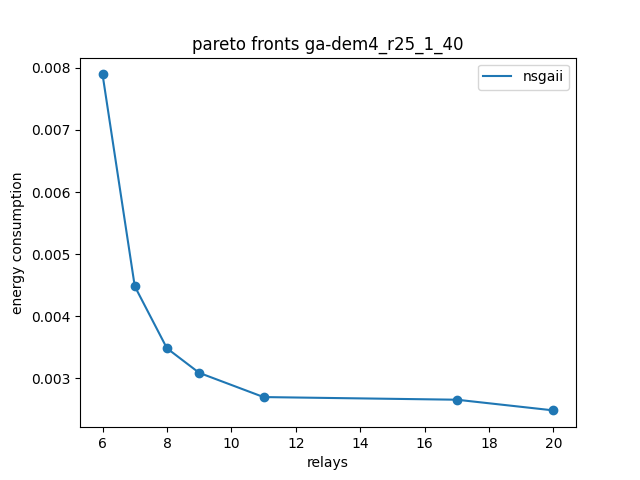 pareto fronts ga-dem4_r25_1_40
nsgaii
0.008
0.007
0.006
0.005
0.004
0.003
energy consumption
6 8 10 12 14 16 18 20
relays